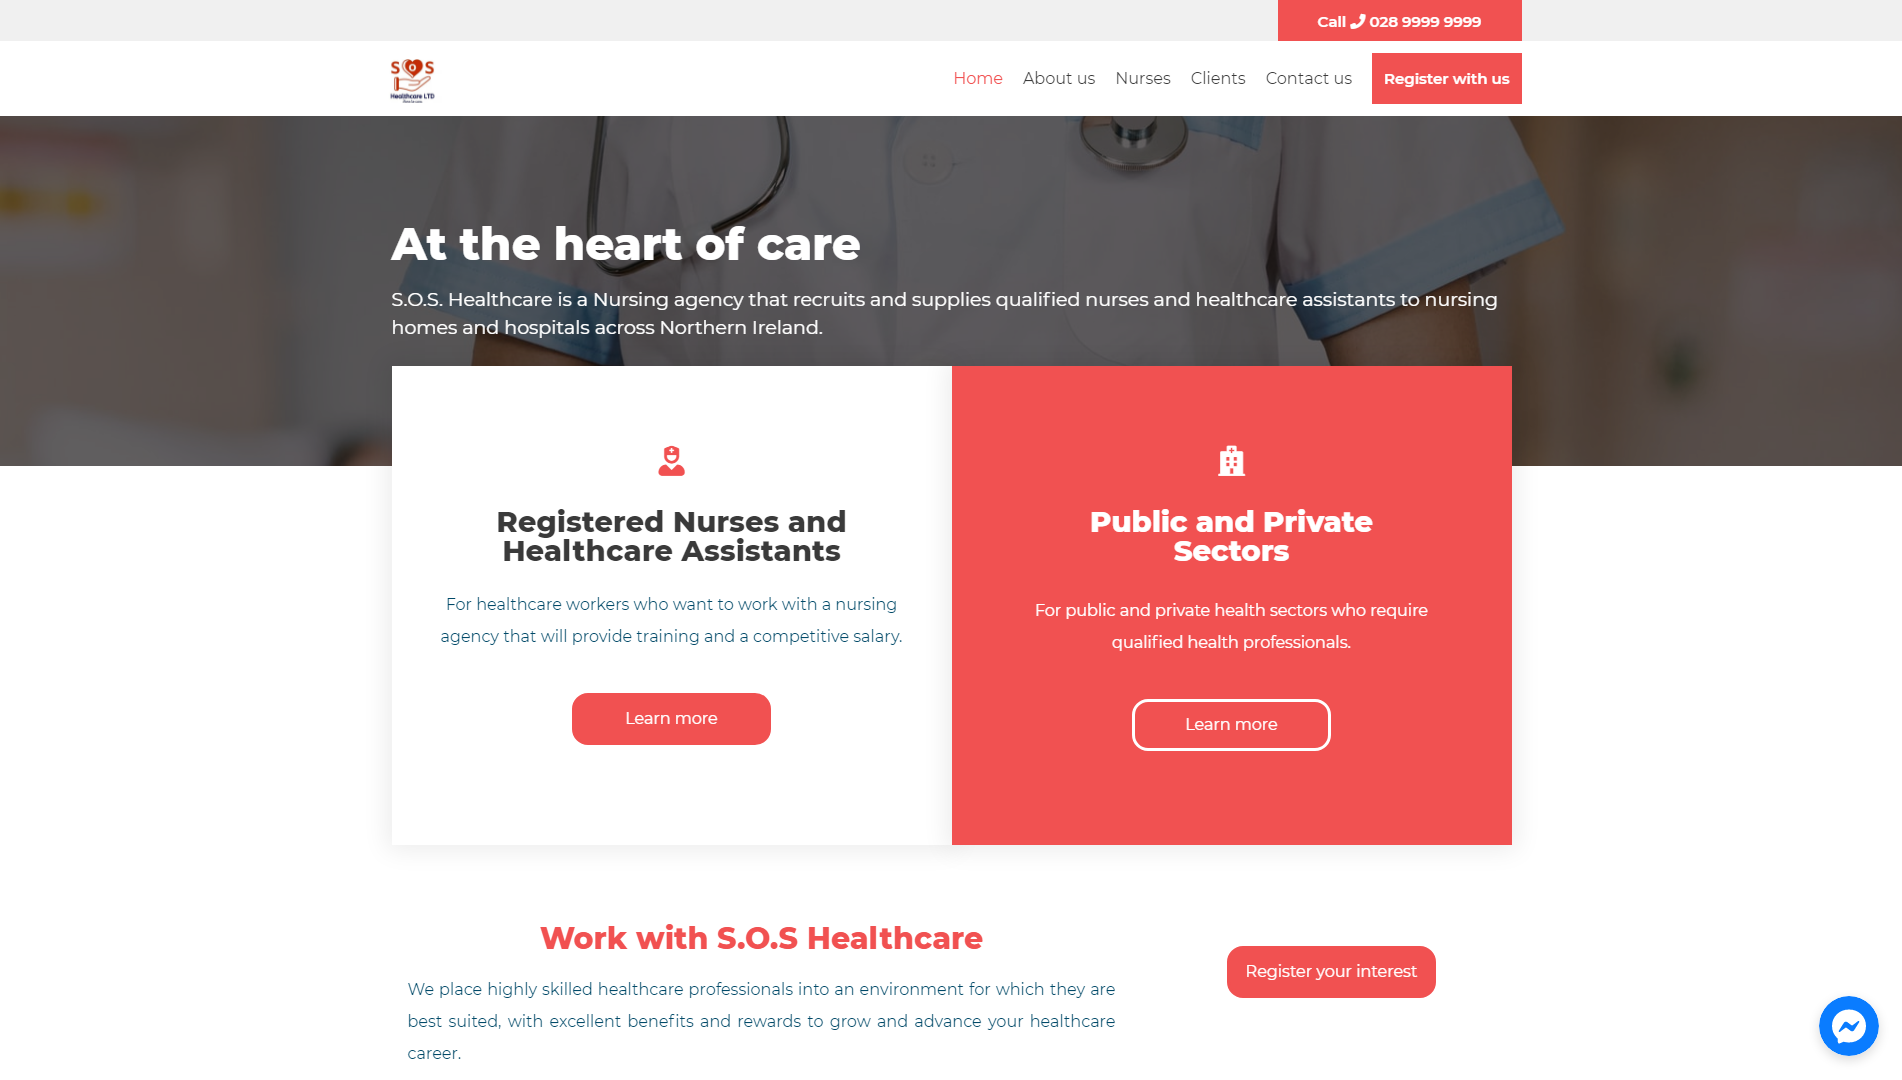 Call 028 9999 9999
S O S
Healthcare LTD
Home
About us
Nurses
Clients
Contact us
Register with us
At the heart of care
S.O.S. Healthcare is a Nursing agency that recruits and supplies qualified nurses and healthcare assistants to nursing
homes and hospitals across Northern Ireland.
Registered Nurses and
Healthcare Assistants
For healthcare workers who want to work with a nursing
agency that will provide training and a competitive salary.
Learn more
Public and Private
Sectors
For public and private health sectors who require
qualified health professionals.
Learn more
Work with S.O.S Healthcare
We place highly skilled healthcare professionals into an environment for which they are
best suited, with excellent benefits and rewards to grow and advance your healthcare
career.
Register your interest